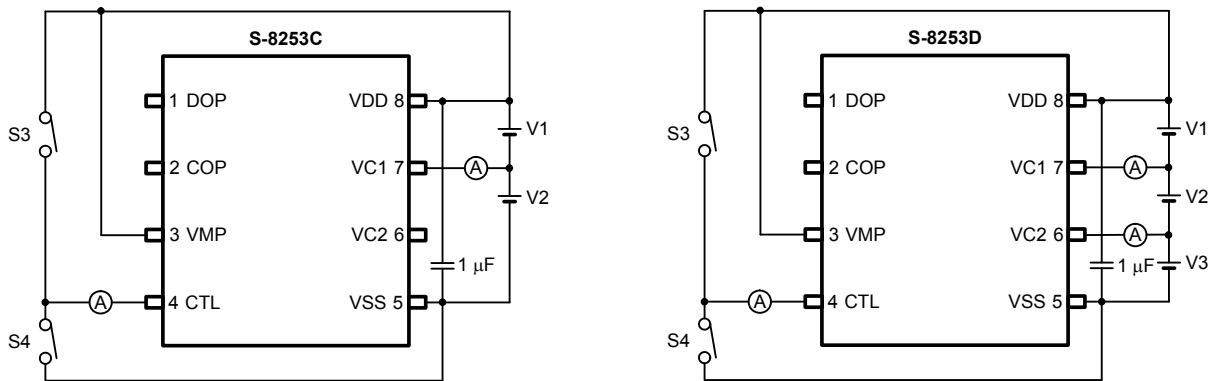 S-8253C
1 DOP
VDD 8
V1
S3
2 COP
VC1 7
A
V2
3 VMP
VC2 6
1 μF
A
4 CTL
VSS 5
S4
S-8253D
1 DOP
VDD 8
V1
S3
2 COP
VC1 7
A
V2
3 VMP
VC2 6
A
1 μF
V3
A
4 CTL
VSS 5
S4